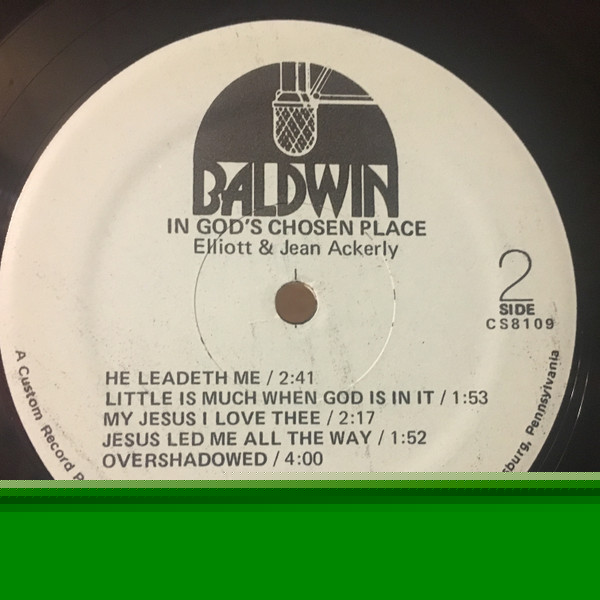 BALDWIN
IN GOD'S CHOSEN PLACE
Elliott & Jean Ackerly
2
SIDE
CS8109
HE LEADETH ME / 2:41
LITTLE IS MUCH WHEN GOD IS IN IT / 1:53
MY JESUS I LOVE THEE / 2:17
JESUS LED ME ALL THE WAY / 1:52
OVERSHADOWED / 4:00
A Custom Record
Pennsylvania